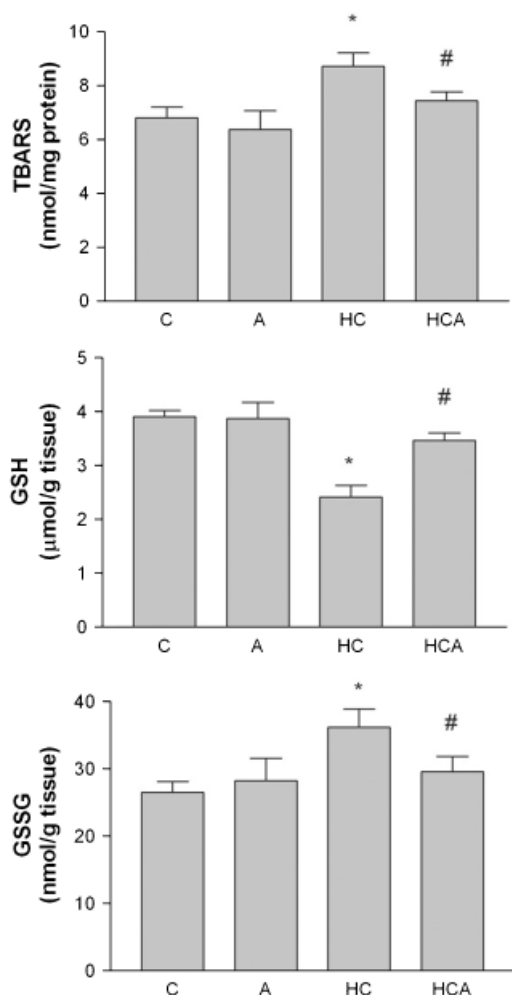 TBARS
(nmol/mg protein)
10
8
6
4
2
0
*
#
C A HC HCA
GSH
(μmol/g tissue)
5
4
3
2
1
0
*
#
C A HC HCA
GSSG
(nmol/g tissue)
40
30
20
10
0
*
#
C A HC HCA